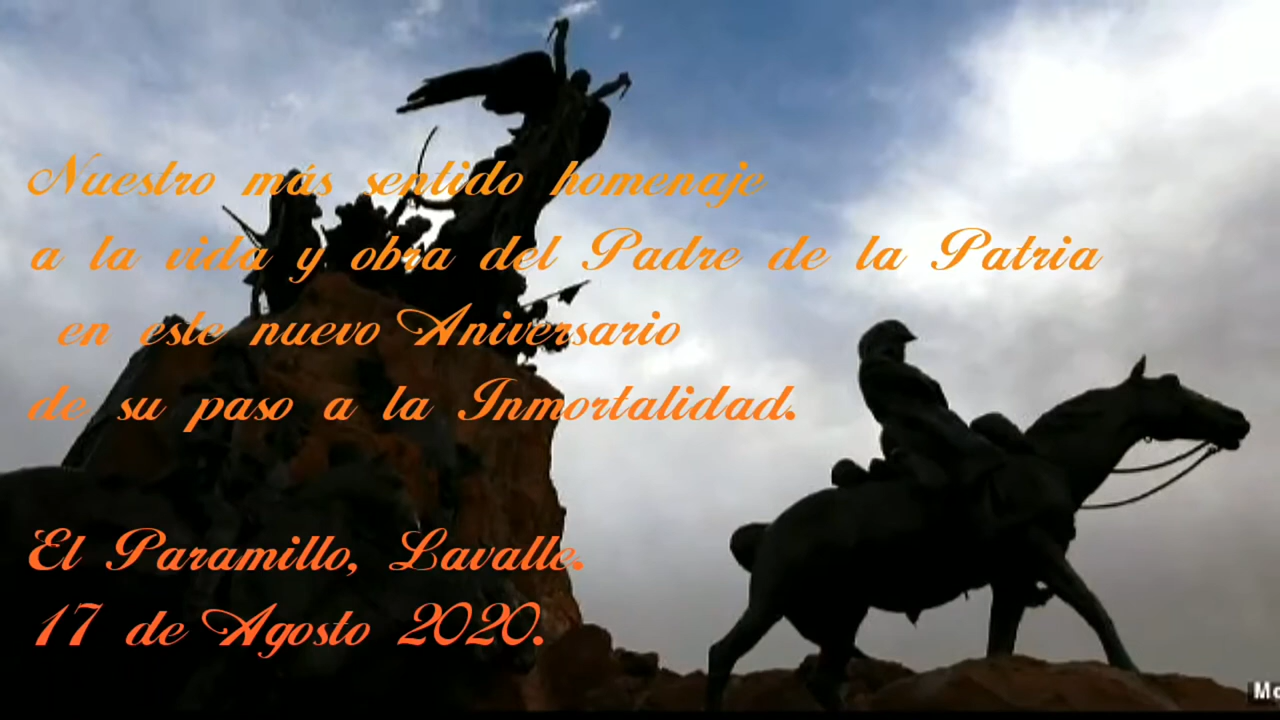 Nuestro más sentido homenaje
a la vida y obra del Padre de la Patria
en este nuevo Aniversario
de su paso a la Inmortalidad.
El Paramillo, Lavalle.
17 de Agosto 2020.